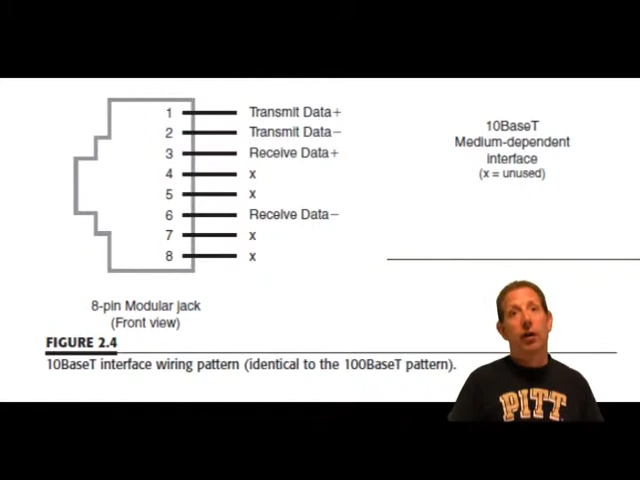 1 Transmit Data+
2 Transmit Data−
3 Receive Data+
4 x
5 x
6 Receive Data−
7 x
8 x
10BaseT
Medium-dependent
interface
(x = unused)
8-pin Modular jack
(Front view)
FIGURE 2.4
10BaseT interface wiring pattern (identical to the 100BaseT pattern).
PITT